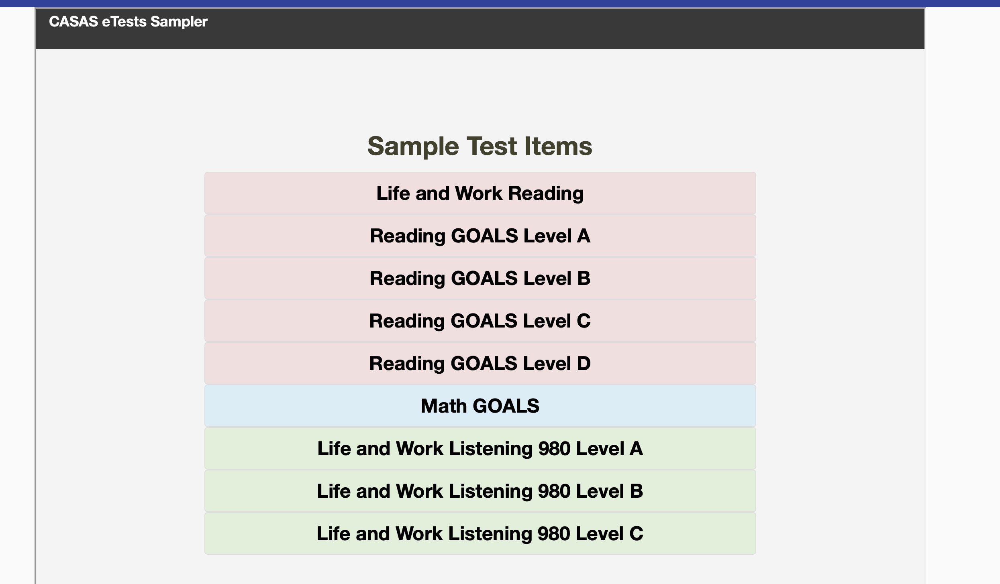 CASAS eTests Sampler
Sample Test Items
Life and Work Reading
Reading GOALS Level A
Reading GOALS Level B
Reading GOALS Level C
Reading GOALS Level D
Math GOALS
Life and Work Listening 980 Level A
Life and Work Listening 980 Level B
Life and Work Listening 980 Level C